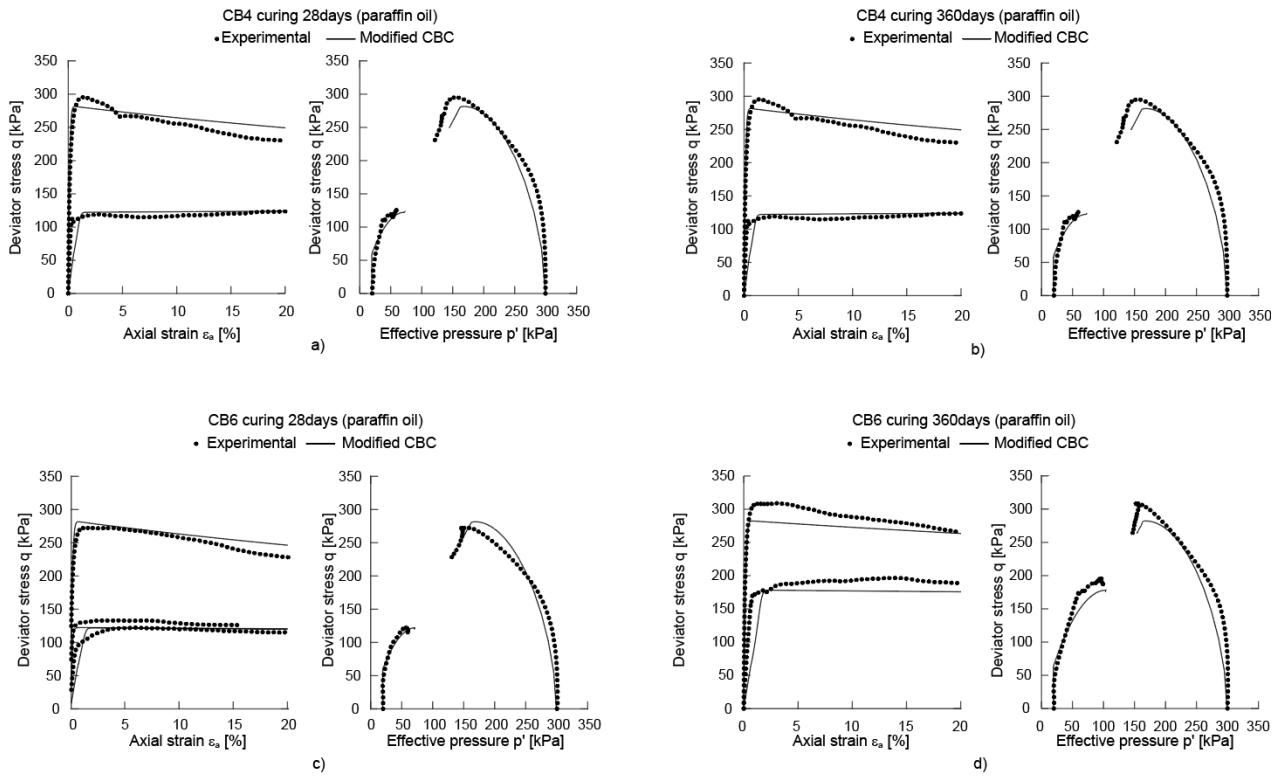 CB4 curing 28days (paraffin oil)
Experimental Modified CBC
Deviator stress q [kPa]
350
300
250
200
150
100
50
0
0 5 10 15 20
Axial strain εₐ [%]
Deviator stress q [kPa]
350
300
250
200
150
100
50
0
0 50 100 150 200 250 300 350
Effective pressure p' [kPa]
a)
CB4 curing 360days (paraffin oil)
Experimental Modified CBC
Deviator stress q [kPa]
350
300
250
200
150
100
50
0
0 5 10 15 20
Axial strain εₐ [%]
Deviator stress q [kPa]
350
300
250
200
150
100
50
0
0 50 100 150 200 250 300 350
Effective pressure p' [kPa]
b)
CB6 curing 28days (paraffin oil)
Experimental Modified CBC
Deviator stress q [kPa]
350
300
250
200
150
100
50
0
0 5 10 15 20
Axial strain εₐ [%]
Deviator stress q [kPa]
350
300
250
200
150
100
50
0
0 50 100 150 200 250 300 350
Effective pressure p' [kPa]
c)
CB6 curing 360days (paraffin oil)
Experimental Modified CBC
Deviator stress q [kPa]
350
300
250
200
150
100
50
0
0 5 10 15 20
Axial strain εₐ [%]
Deviator stress q [kPa]
350
300
250
200
150
100
50
0
0 50 100 150 200 250 300 350
Effective pressure p' [kPa]
d)